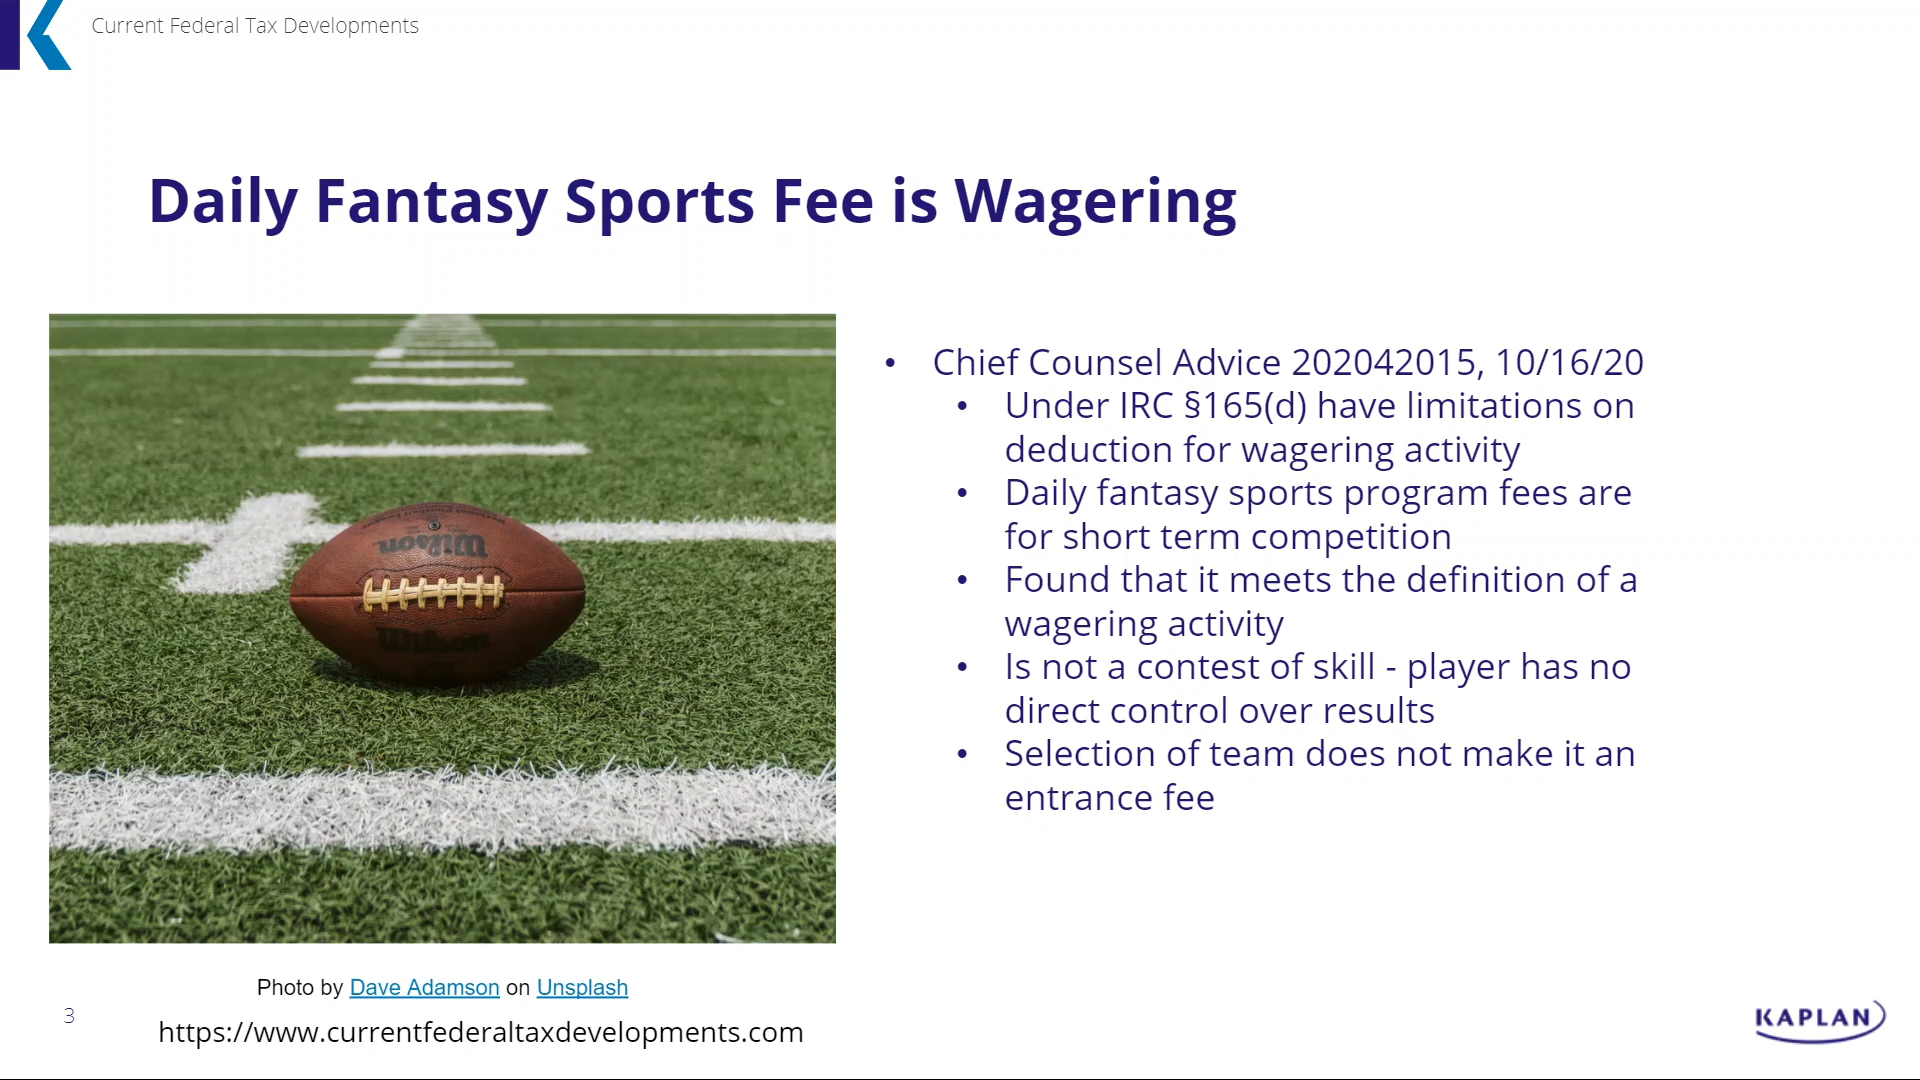 Current Federal Tax Developments
Daily Fantasy Sports Fee is Wagering
• Chief Counsel Advice 202042015, 10/16/20
• Under IRC §165(d) have limitations on
deduction for wagering activity
• Daily fantasy sports program fees are
for short term competition
• Found that it meets the definition of a
wagering activity
• Is not a contest of skill - player has no
direct control over results
• Selection of team does not make it an
entrance fee
Wilson
Wilson
Photo by Dave Adamson on Unsplash
3
https://www.currentfederaltaxdevelopments.com
KAPLAN